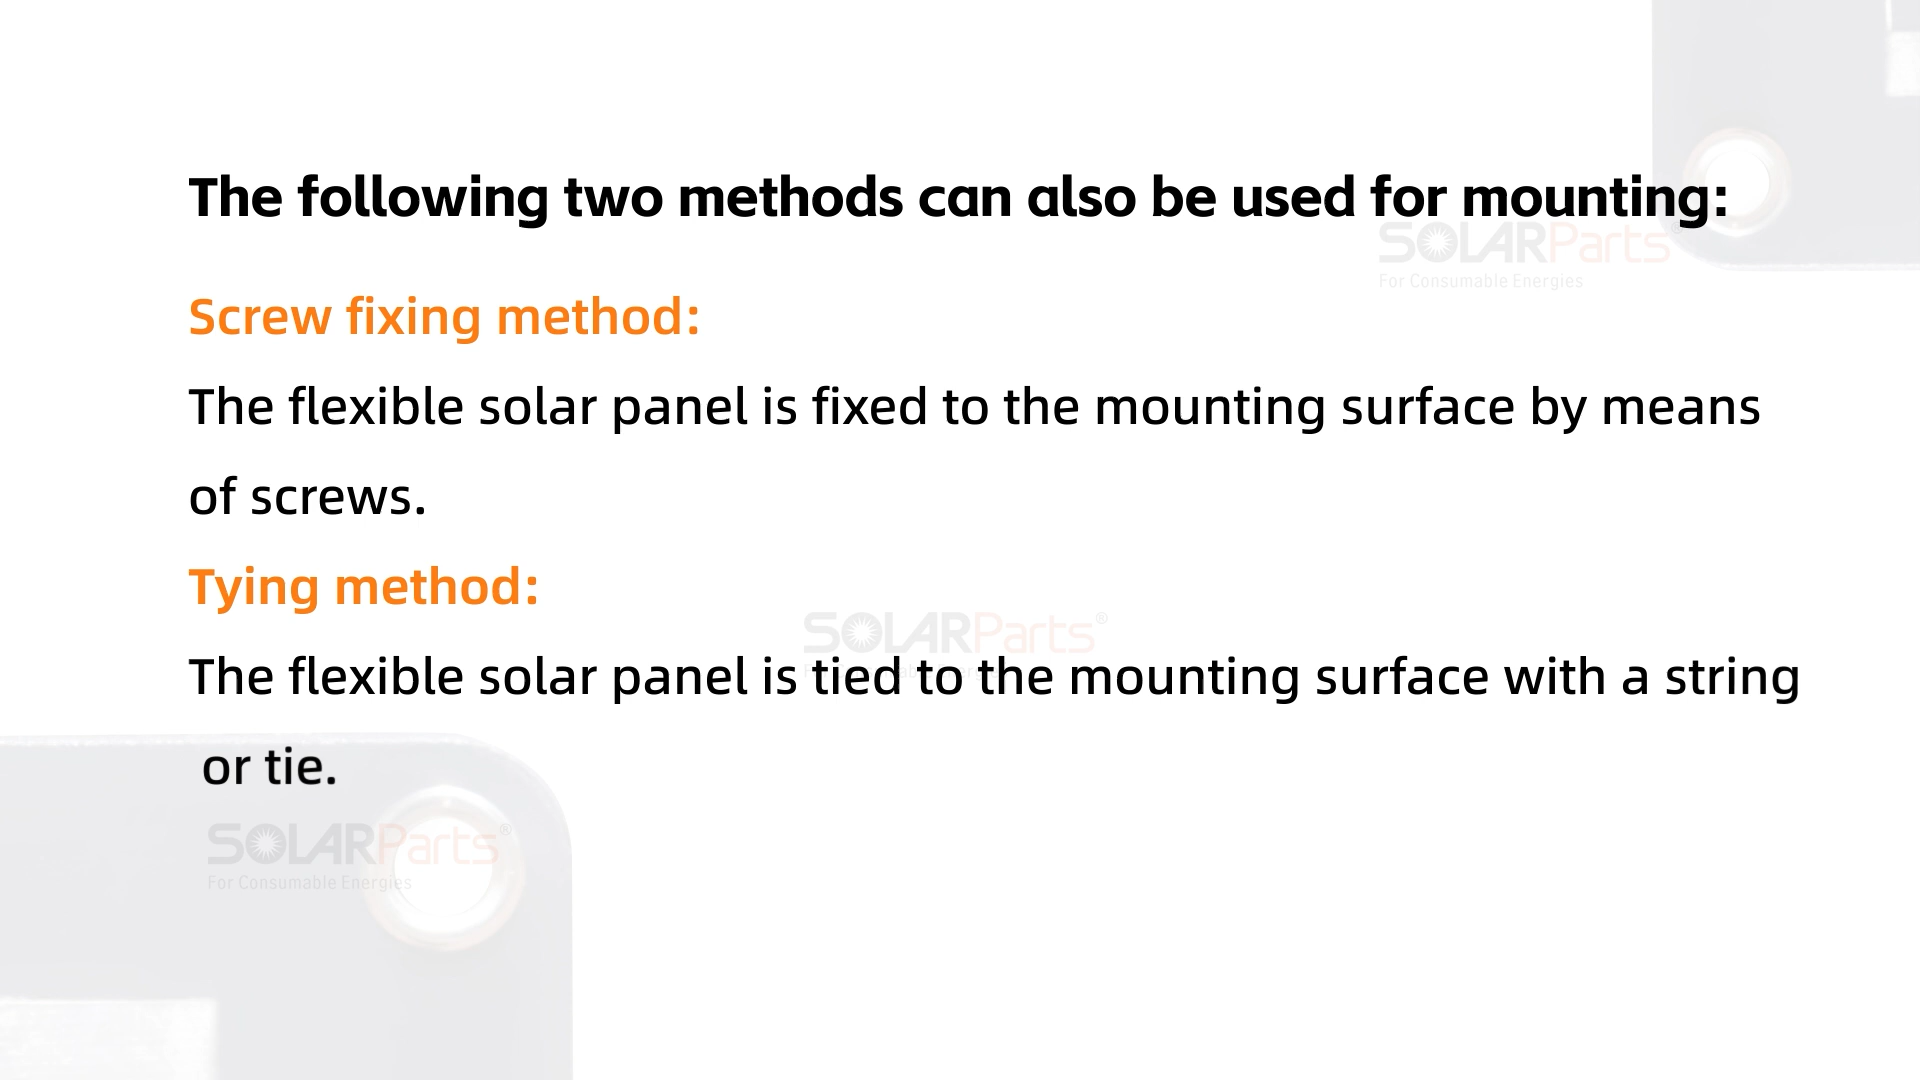 The following two methods can also be used for mounting:
SOLARParts
For Consumable Energies
Screw fixing method:
The flexible solar panel is fixed to the mounting surface by means
of screws.
Tying method:
SOLARParts®
The flexible solar panel is tied to the mounting surface with a string
or tie.
SOLARParts®
For Consumable Energies